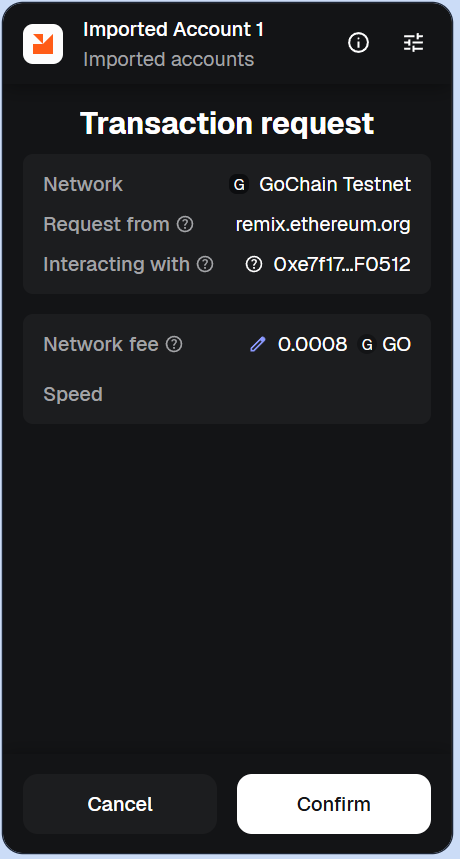 Imported Account 1
Imported accounts
Transaction request
Network G GoChain Testnet
Request from remix.ethereum.org
Interacting with 0xe7f17...F0512
Network fee 0.0008 G GO
Speed
Cancel Confirm